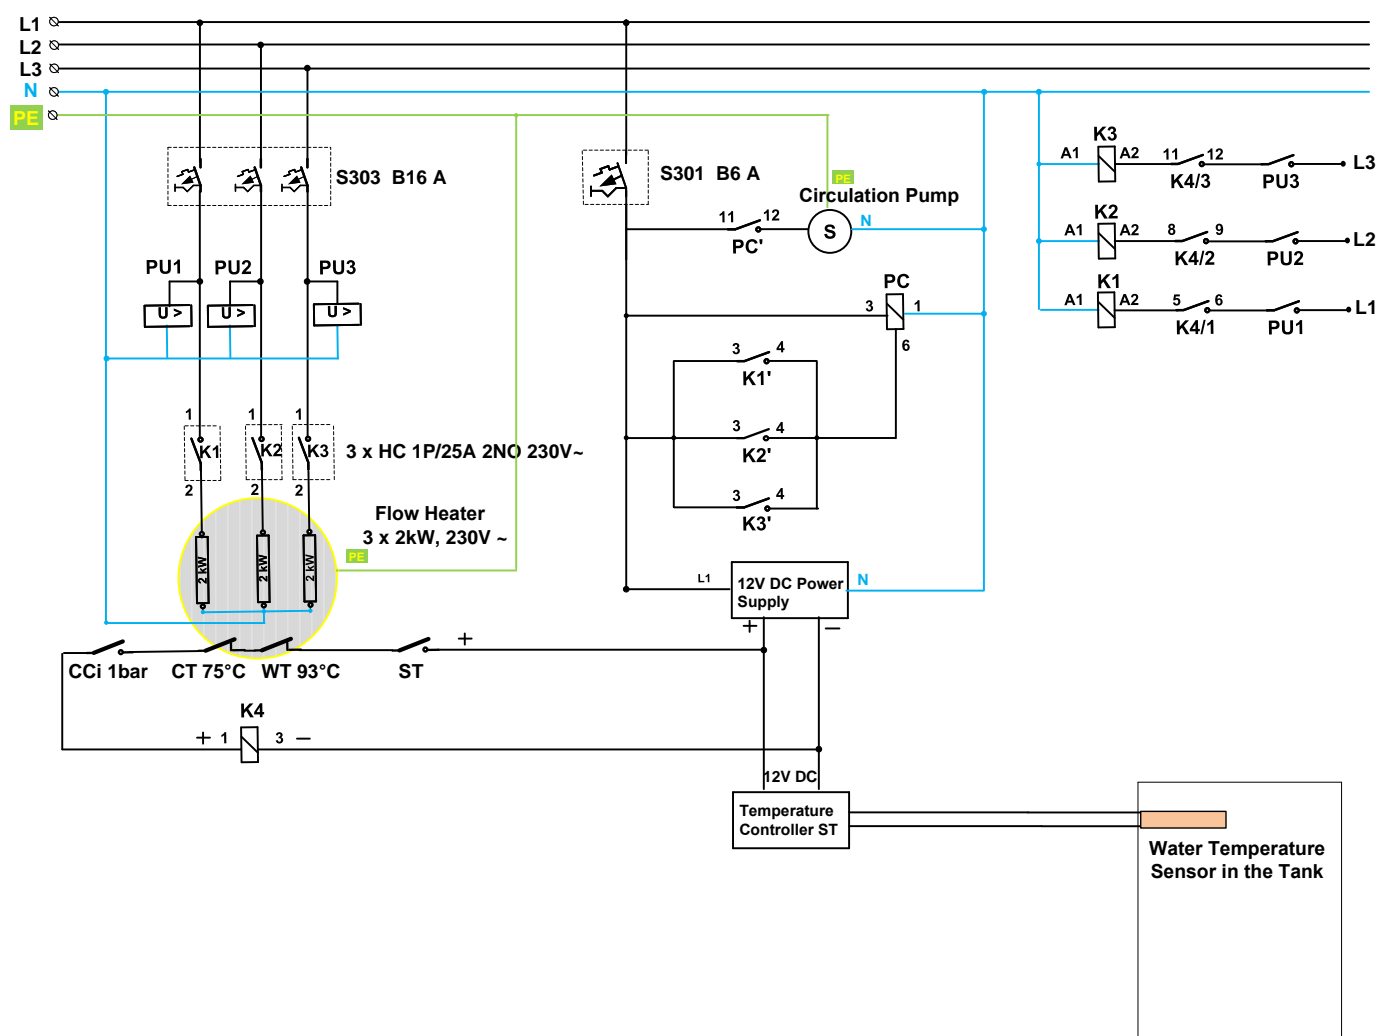 L1
L2
L3
N
PE
S303 B16 A
S301 B6 A
PE
Circulation Pump
11 12
PC'
S
N
K3
A1 A2 11 12
K4/3 PU3
L3
K2
A1 A2 8 9
K4/2 PU2
L2
K1
A1 A2 5 6
K4/1 PU1
L1
PU1 PU2 PU3
U > U > U >
PC
3 1
6
3 4
K1'
3 4
K2'
3 4
K3'
1 1 1
K1 K2 K3
3 x HC 1P/25A 2NO 230V~
2 2 2
Flow Heater
3 x 2kW, 230V ~
PE
2 kW 2 kW 2 kW
L1
12V DC Power
Supply
N
+ −
+
CCi 1bar CT 75°C WT 93°C ST
K4
+ 1 3 −
12V DC
Temperature
Controller ST
Water Temperature
Sensor in the Tank